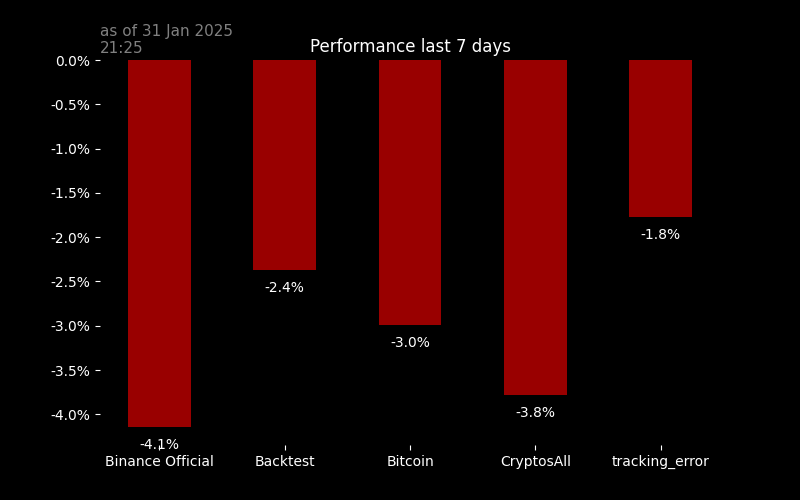 as of 31 Jan 2025
21:25
Performance last 7 days
0.0%
-0.5%
-1.0%
-1.5%
-2.0%
-2.5%
-3.0%
-3.5%
-4.0%
-4.1%
-2.4%
-3.0%
-3.8%
-1.8%
Binance Official
Backtest
Bitcoin
CryptosAll
tracking_error